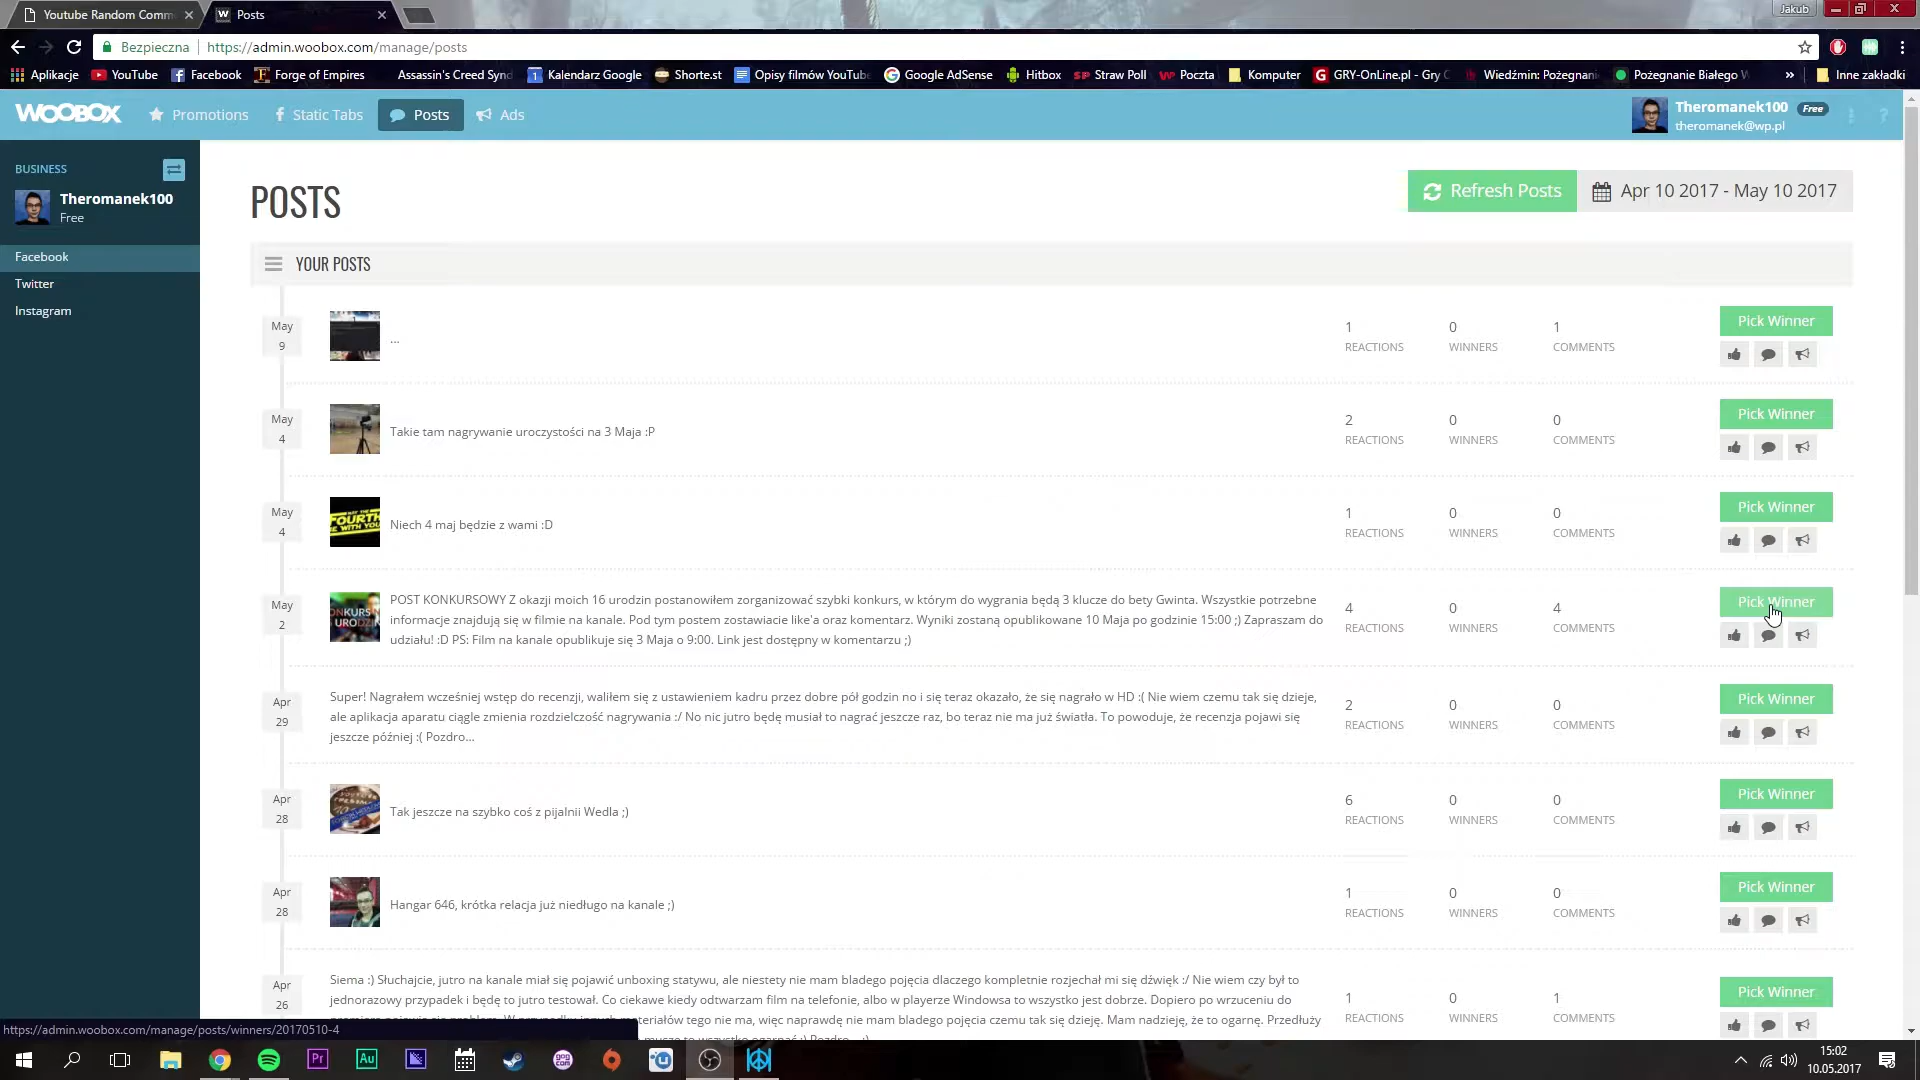 Youtube Random Comm
W Posts
Jakub
Bezpieczna https://admin.woobox.com/manage/posts
Aplikacje YouTube Facebook Forge of Empires Assassin's Creed Synd Kalendarz Google Shorte.st Opisy filmów YouTube Google AdSense Hitbox Straw Poll Poczta Komputer GRY-OnLine.pl - Gry Wiedźmin: Pożegnani Pożegnanie Białego » Inne zakładki
WOOBOX Promotions Static Tabs Posts Ads
Theromanek100 Free
theromanek@wp.pl
BUSINESS
Theromanek100
Free
Facebook
Twitter
Instagram
POSTS
Refresh Posts Apr 10 2017 - May 10 2017
YOUR POSTS
May 9
...
1 REACTIONS 0 WINNERS 1 COMMENTS
Pick Winner
May 4
Takie tam nagrywanie uroczystości na 3 Maja :P
2 REACTIONS 0 WINNERS 0 COMMENTS
Pick Winner
May 4
FOURTH
BE WITH YOU
Niech 4 maj będzie z wami :D
1 REACTIONS 0 WINNERS 0 COMMENTS
Pick Winner
May 2
POST KONKURSOWY Z okazji moich 16 urodzin postanowiłem zorganizować szybki konkurs, w którym do wygrania będą 3 klucze do bety Gwinta. Wszystkie potrzebne
informacje znajdują się w filmie na kanale. Pod tym postem zostawiacie like'a oraz komentarz. Wyniki zostaną opublikowane 10 Maja po godzinie 15:00 ;) Zapraszam do
udziału! :D PS: Film na kanale opublikuje się 3 Maja o 9:00. Link jest dostępny w komentarzu ;)
4 REACTIONS 0 WINNERS 4 COMMENTS
Pick Winner
Apr 29
Super! Nagrałem wcześniej wstęp do recenzji, waliłem się z ustawieniem kadru przez dobre pół godzin no i się teraz okazało, że się nagrało w HD :( Nie wiem czemu tak się dzieje,
ale aplikacja aparatu ciągle zmienia rozdzielczość nagrywania :/ No nic jutro będę musiał to nagrać jeszcze raz, bo teraz nie ma już światła. To powoduje, że recenzja pojawi się
jeszcze później :( Pozdro...
2 REACTIONS 0 WINNERS 0 COMMENTS
Pick Winner
Apr 28
Tak jeszcze na szybko coś z pijalnii Wedla ;)
6 REACTIONS 0 WINNERS 0 COMMENTS
Pick Winner
Apr 28
Hangar 646, krótka relacja już niedługo na kanale ;)
1 REACTIONS 0 WINNERS 0 COMMENTS
Pick Winner
Apr 26
Siema :) Słuchajcie, jutro na kanale miał się pojawić unboxing statywu, ale niestety nie mam bladego pojęcia dlaczego kompletnie rozjechał mi się dźwięk :/ Nie wiem czy był to
jednorazowy przypadek i będę to jutro testował. Co ciekawe kiedy odtwarzam film na telefonie, albo w playerze Windowsa to wszystko jest dobrze. Dopiero po wrzuceniu do
materiałów tego nie ma, więc naprawdę nie mam bladego pojęcia czemu tak się dzieje. Mam nadzieję, że to ogarnę. Przedłuży
1 REACTIONS 0 WINNERS 1 COMMENTS
Pick Winner
https://admin.woobox.com/manage/posts/winners/20170510-4
Pr Au
15:02
10.05.2017